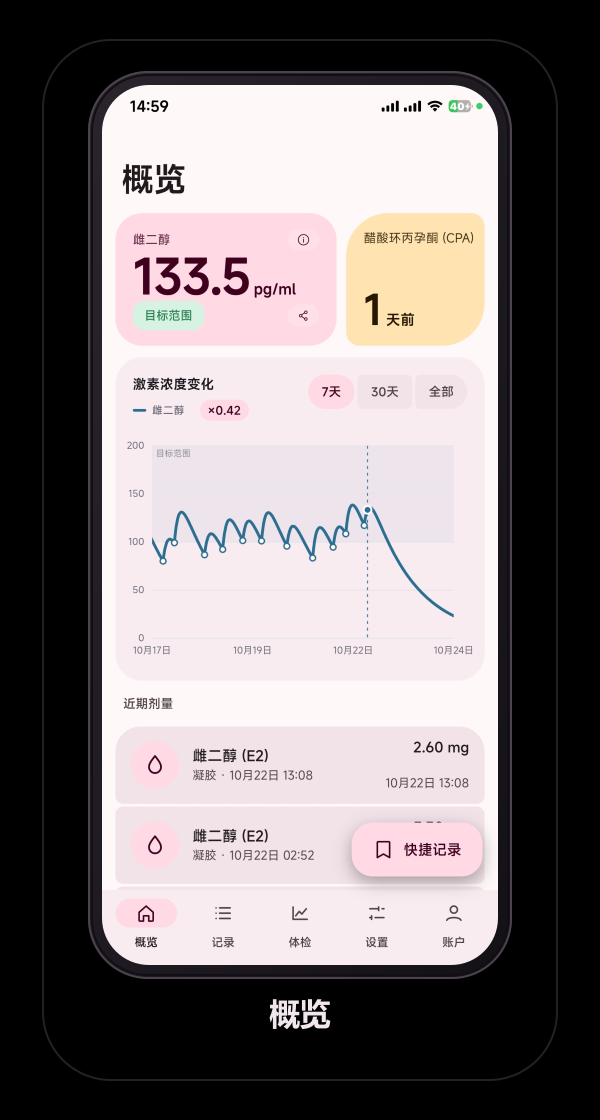 14:59
40
概览
雌二醇
133.5 pg/ml
目标范围
醋酸环丙孕酮 (CPA)
1 天前
激素浓度变化
雌二醇
×0.42
7天
30天
全部
200
目标范围
150
100
50
0
10月17日
10月19日
10月22日
10月24日
近期剂量
雌二醇 (E2)
凝胶 · 10月22日 13:08
2.60 mg
10月22日 13:08
雌二醇 (E2)
凝胶 · 10月22日 02:52
快捷记录
概览
记录
体检
设置
账户
概览